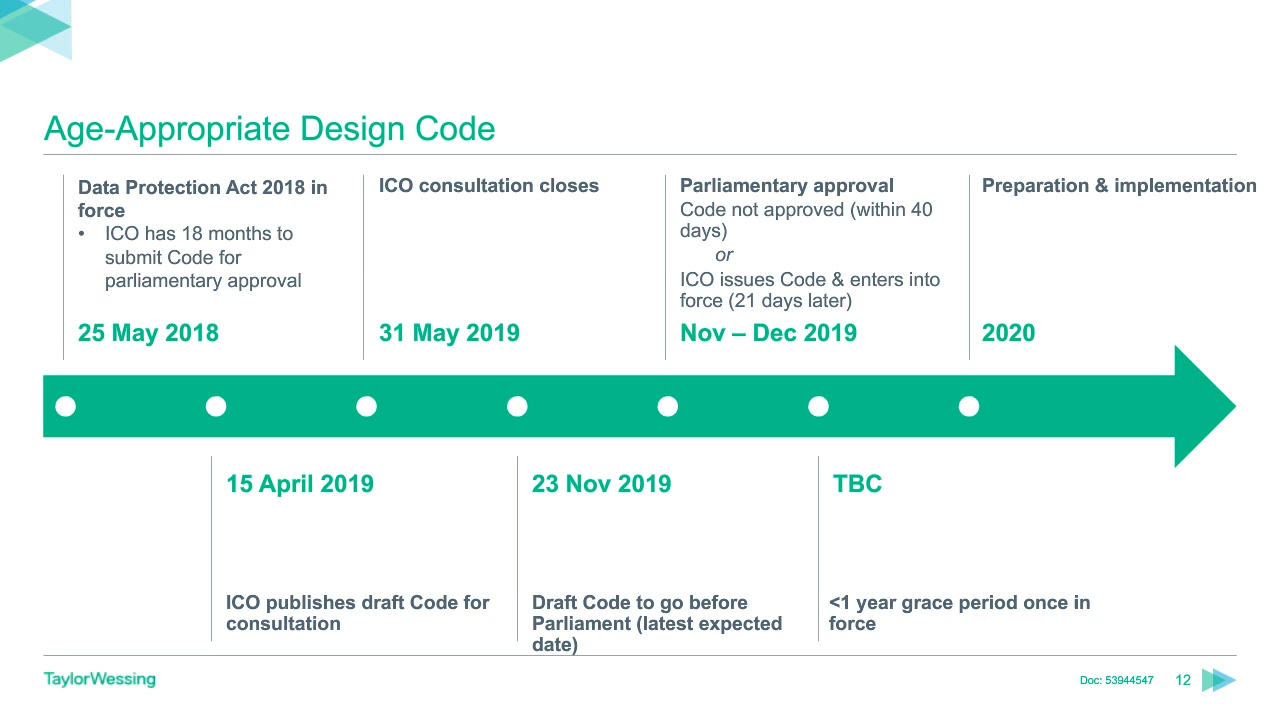 Age-Appropriate Design Code
Data Protection Act 2018 in
force
• ICO has 18 months to
submit Code for
parliamentary approval
25 May 2018
ICO consultation closes
31 May 2019
Parliamentary approval
Code not approved (within 40
days)
or
ICO issues Code & enters into
force (21 days later)
Nov – Dec 2019
Preparation & implementation
2020
15 April 2019
ICO publishes draft Code for
consultation
23 Nov 2019
Draft Code to go before
Parliament (latest expected
date)
TBC
<1 year grace period once in
force
TaylorWessing
Doc: 53944547
12